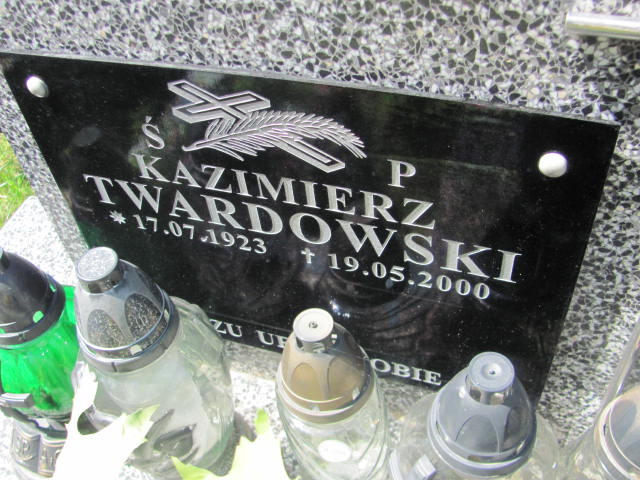 Ś P
KAZIMIERZ
TWARDOWSKI
* 17.07.1923 † 19.05.2000